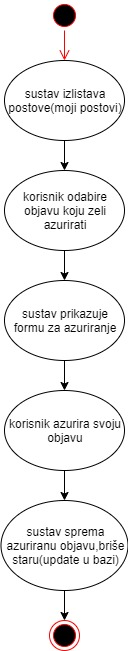 sustav izlistava
postove(moji postovi)
korisnik odabire
objavu koju zeli
azurirati
sustav prikazuje
formu za azuriranje
korisnik azurira svoju
objavu
sustav sprema
azuriranu objavu,briše
staru(update u bazi)